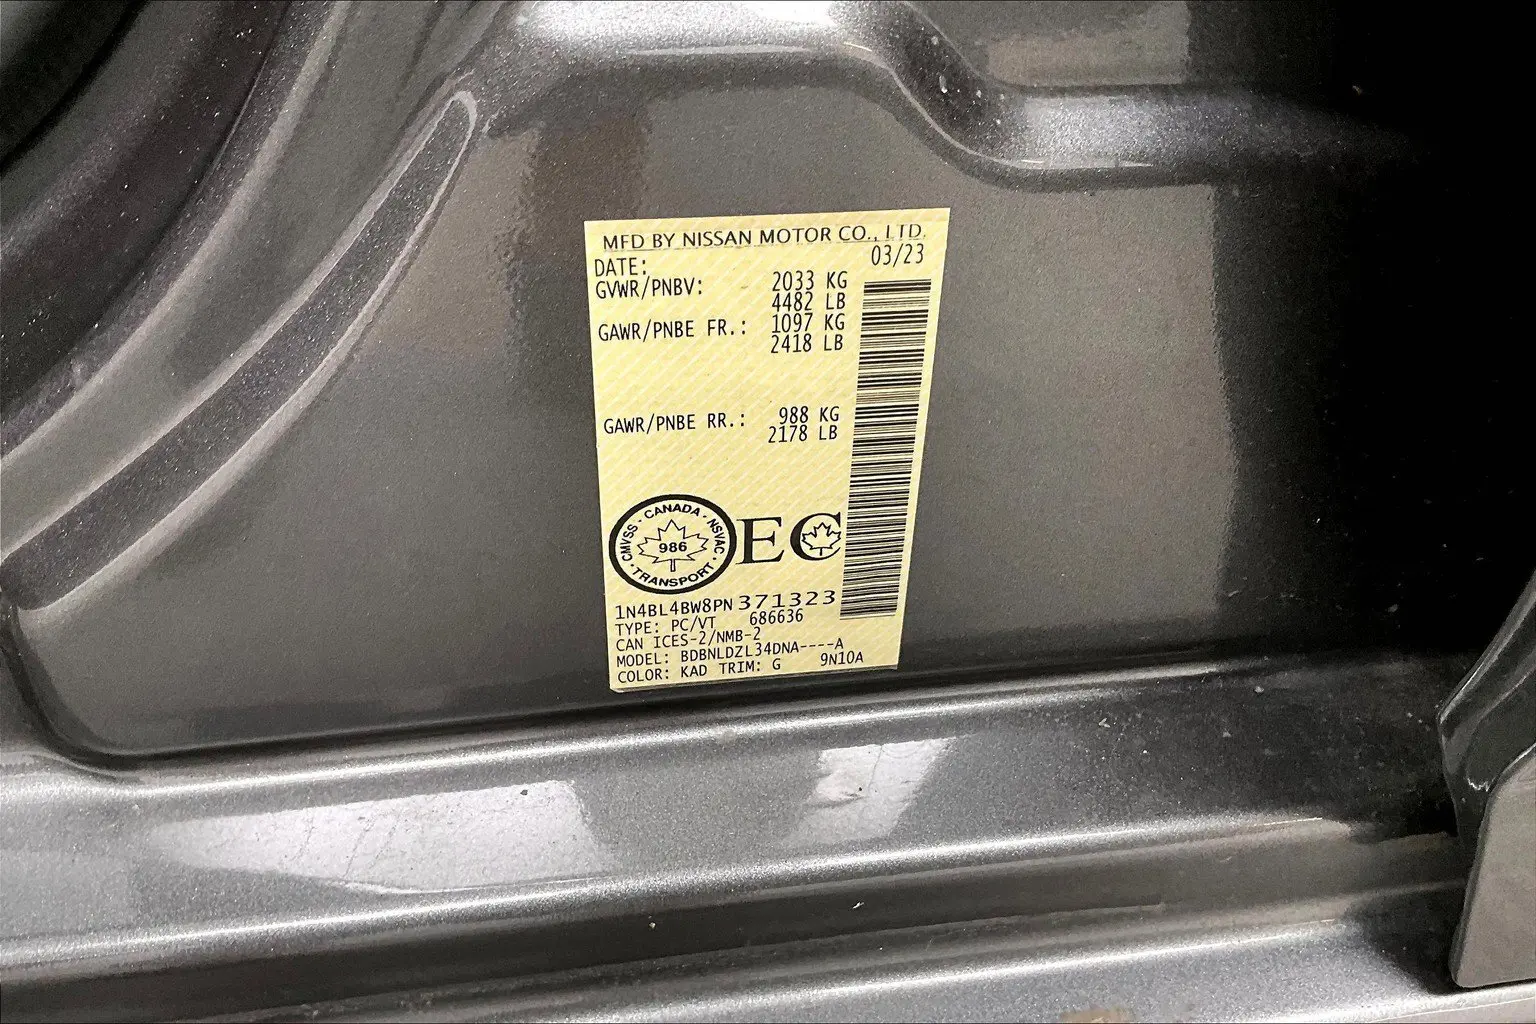 MFD BY NISSAN MOTOR CO., LTD.
DATE: 03/23
GVWR/PNBV: 2033 KG
4482 LB
GAWR/PNBE FR.: 1097 KG
2418 LB
GAWR/PNBE RR.: 988 KG
2178 LB
CMVSS - CANADA - NSVAC
986
· TRANSPORT ·
EC
1N4BL4BW8PN371323
TYPE: PC/VT 686636
CAN ICES-2/NMB-2
MODEL: BDBNLDZL34DNA----A
COLOR: KAD TRIM: G 9N10A